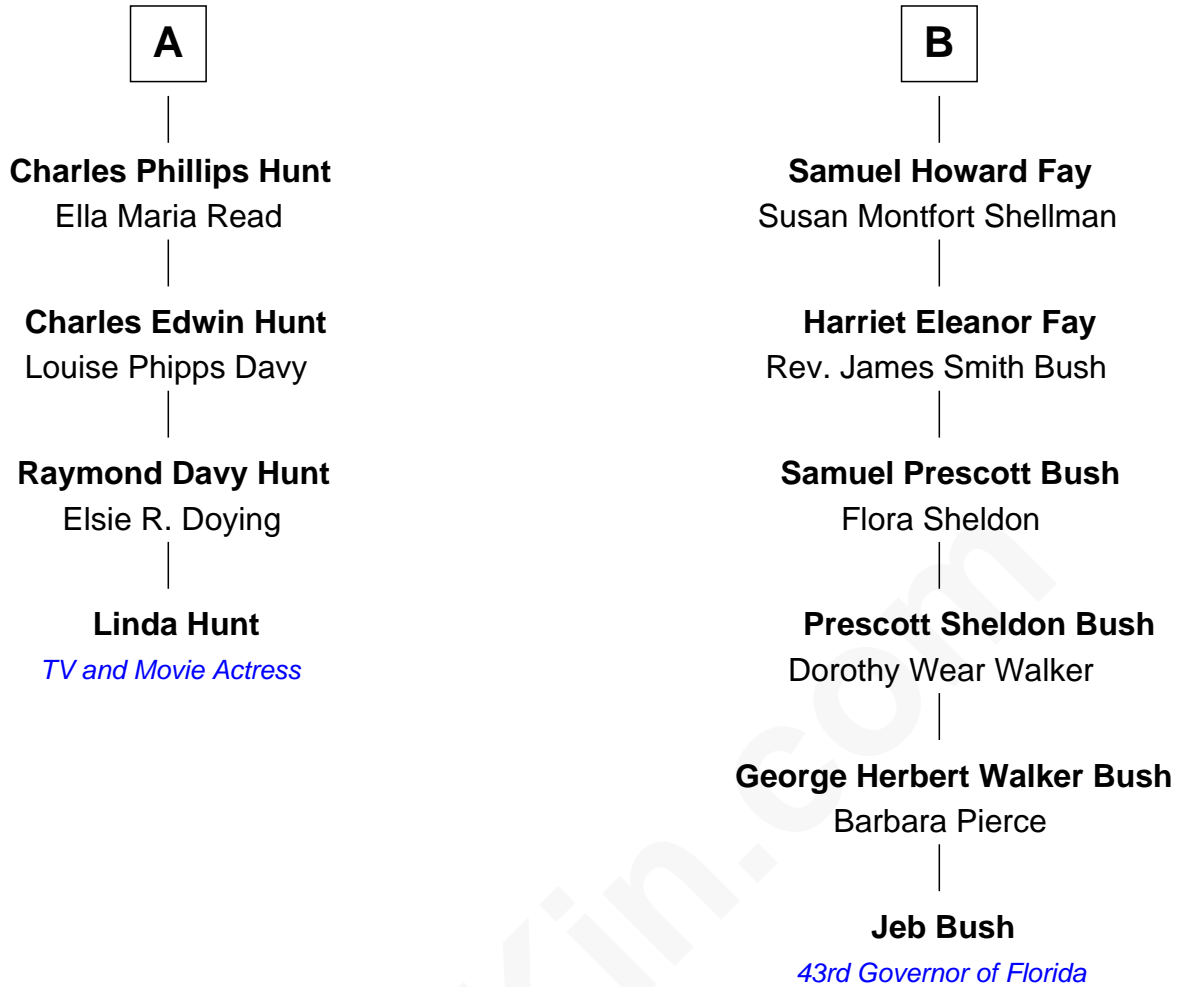 A
Charles Phillips Hunt
Ella Maria Read
Charles Edwin Hunt
Louise Phipps Davy
Raymond Davy Hunt
Elsie R. Doying
Linda Hunt
TV and Movie Actress
B
Samuel Howard Fay
Susan Montfort Shellman
Harriet Eleanor Fay
Rev. James Smith Bush
Samuel Prescott Bush
Flora Sheldon
Prescott Sheldon Bush
Dorothy Wear Walker
George Herbert Walker Bush
Barbara Pierce
Jeb Bush
43rd Governor of Florida
Kin.com